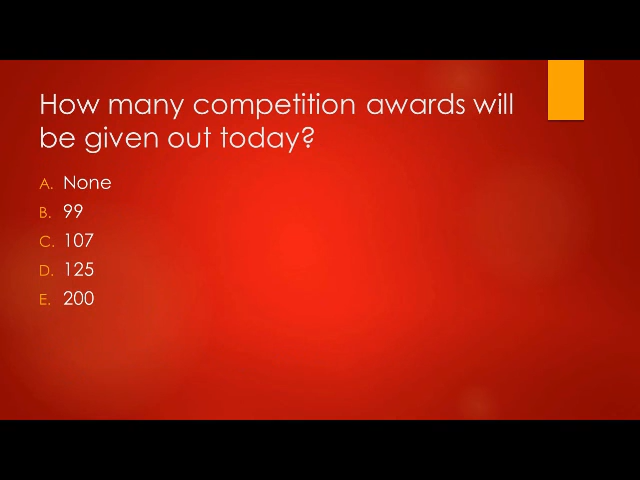 How many competition awards will
be given out today?
A. None
B. 99
C. 107
D. 125
E. 200